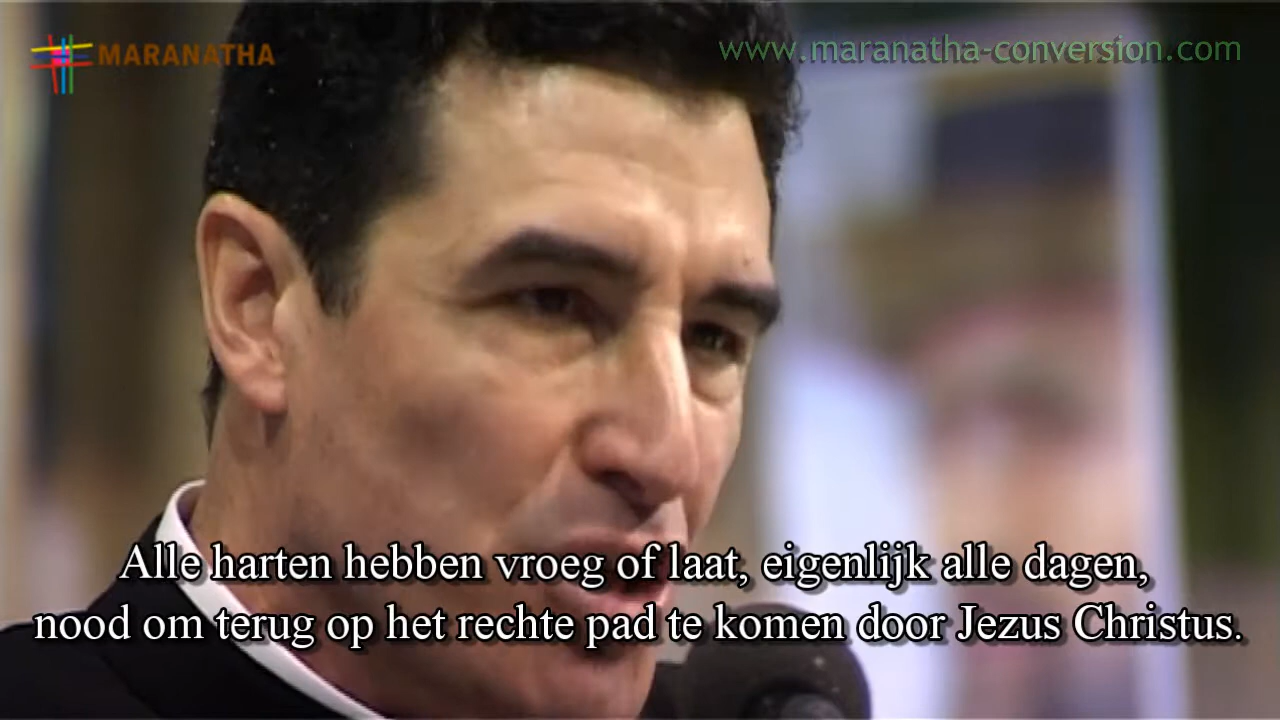 MARANATHA
www.maranatha-conversion.com
Alle harten hebben vroeg of laat, eigenlijk alle dagen,
nood om terug op het rechte pad te komen door Jezus Christus.